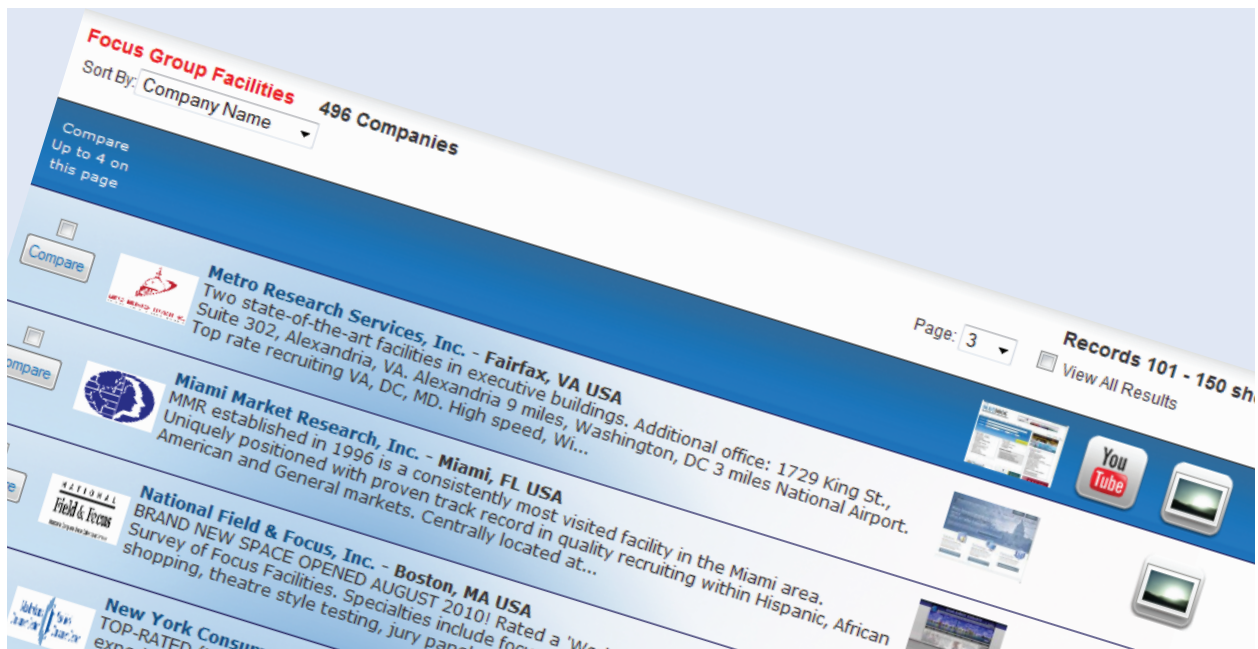 Focus Group Facilities
496 Companies
Sort By: Company Name
Page: 3
Records 101 - 150
View All Results
Compare
Up to 4 on
this page
Compare
Metro Research Services, Inc. - Fairfax, VA USA
Two state-of-the-art facilities in executive buildings. Additional office: 1729 King St.,
Suite 302, Alexandria, VA. Alexandria 9 miles, Washington, DC 3 miles National Airport.
Top rate recruiting VA, DC, MD. High speed, Wi...
You
Tube
Miami Market Research, Inc. - Miami, FL USA
MMR established in 1996 is a consistently most visited facility in the Miami area.
Uniquely positioned with proven track record in quality recruiting within Hispanic, African
American and General markets. Centrally located at...
NATIONAL
Field & Focus
National Field & Focus, Inc. - Boston, MA USA
BRAND NEW SPACE OPENED AUGUST 2010! Rated a
Survey of Focus Facilities. Specialties include
shopping, theatre style testing, jury
New York
TOP-RATED